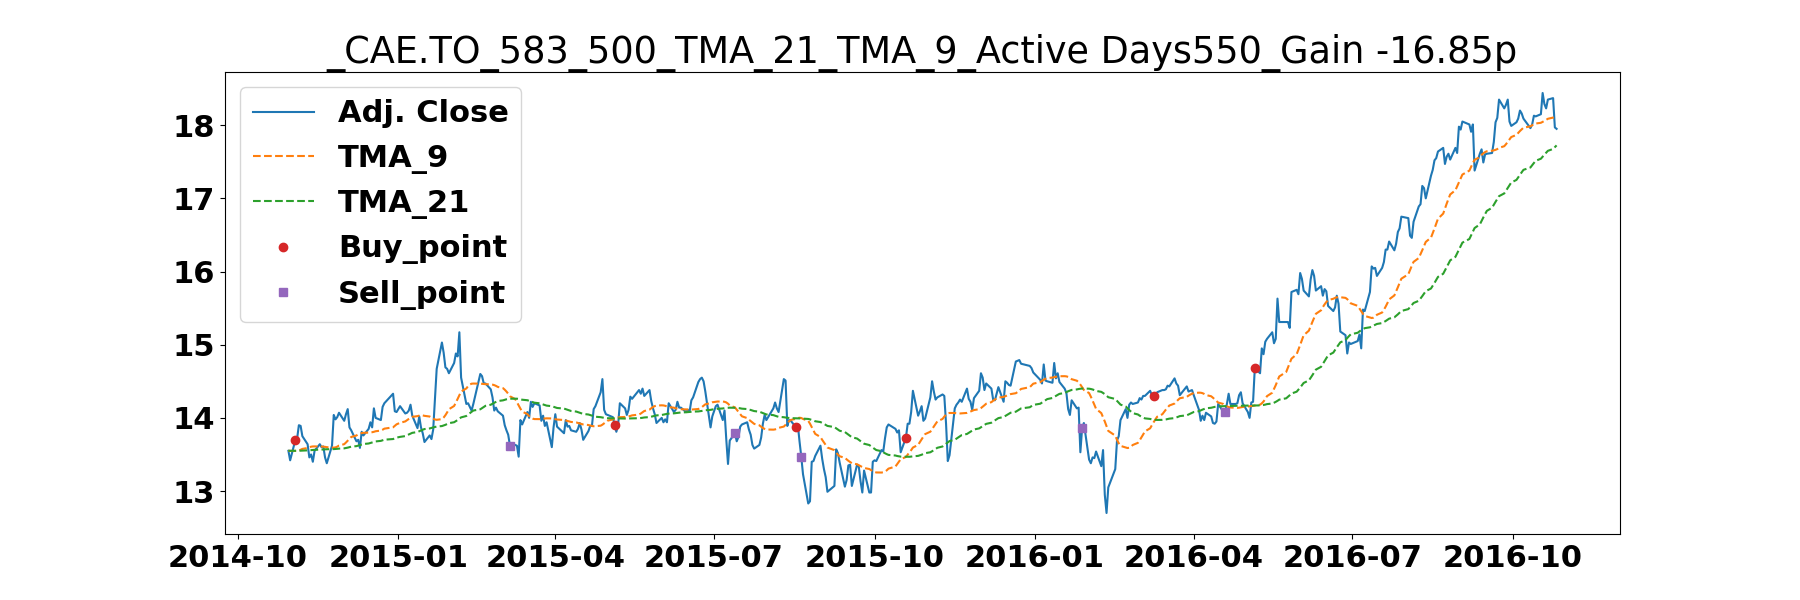 _CAE.TO_583_500_TMA_21_TMA_9_Active Days550_Gain -16.85p
Adj. Close
TMA_9
TMA_21
Buy_point
Sell_point
18
17
16
15
14
13
2014-10 2015-01 2015-04 2015-07 2015-10 2016-01 2016-04 2016-07 2016-10